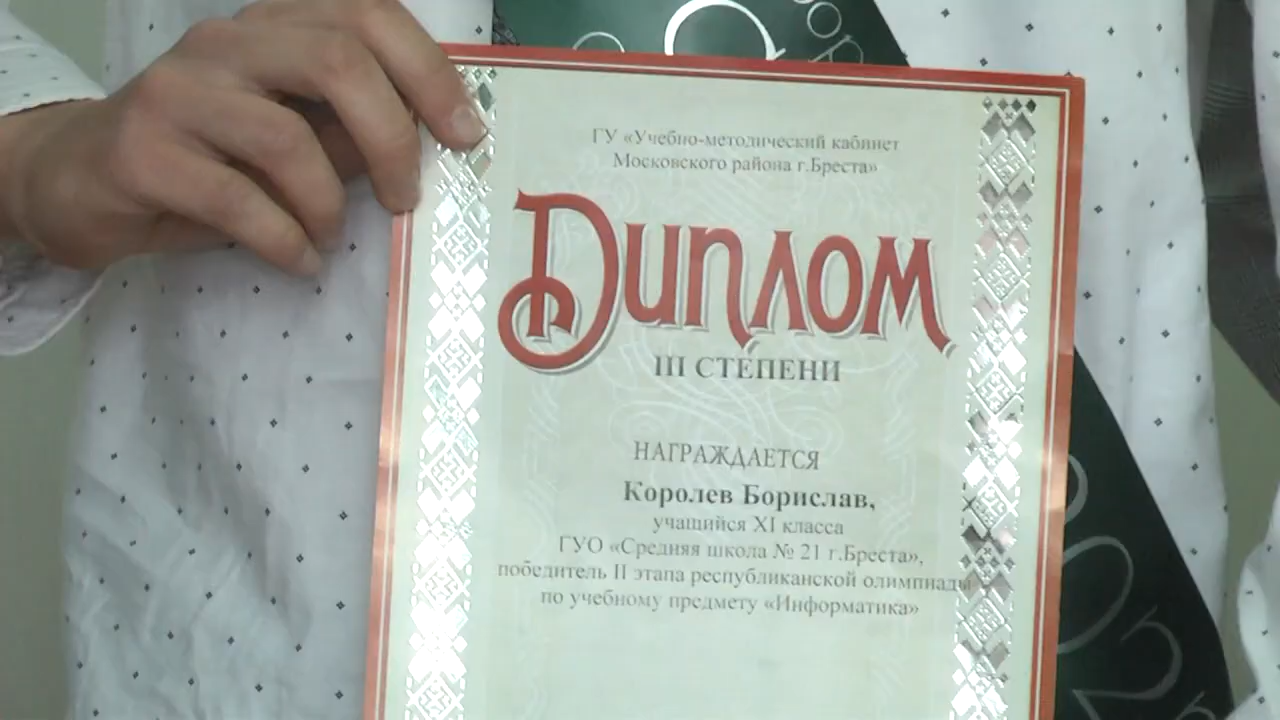 ГУ «Учебно-методический кабинет
Московского района г.Бреста»
Диплом
III СТЕПЕНИ
НАГРАЖДАЕТСЯ
Королев Борислав,
учащийся XI класса
ГУО «Средняя школа № 21 г.Бреста»,
победитель II этапа республиканской олимпиады
по учебному предмету «Информатика»